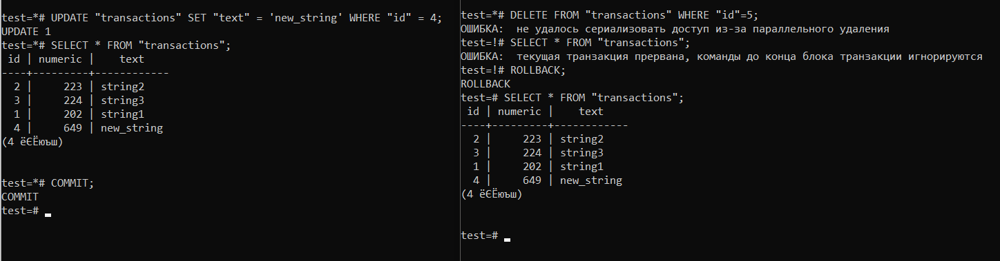 test=*# UPDATE "transactions" SET "text" = 'new_string' WHERE "id" = 4;
UPDATE 1
test=*# SELECT * FROM "transactions";
 id | numeric |    text
----+---------+------------
  2 |     223 | string2
  3 |     224 | string3
  1 |     202 | string1
  4 |     649 | new_string
(4 ёЄЁюъш)
test=*# COMMIT;
COMMIT
test=#
test=*# DELETE FROM "transactions" WHERE "id"=5;
ОШИБКА:  не удалось сериализовать доступ из-за параллельного удаления
test=!# SELECT * FROM "transactions";
ОШИБКА:  текущая транзакция прервана, команды до конца блока транзакции игнорируются
test=!# ROLLBACK;
ROLLBACK
test=# SELECT * FROM "transactions";
 id | numeric |    text
----+---------+------------
  2 |     223 | string2
  3 |     224 | string3
  1 |     202 | string1
  4 |     649 | new_string
(4 ёЄЁюъш)
test=#